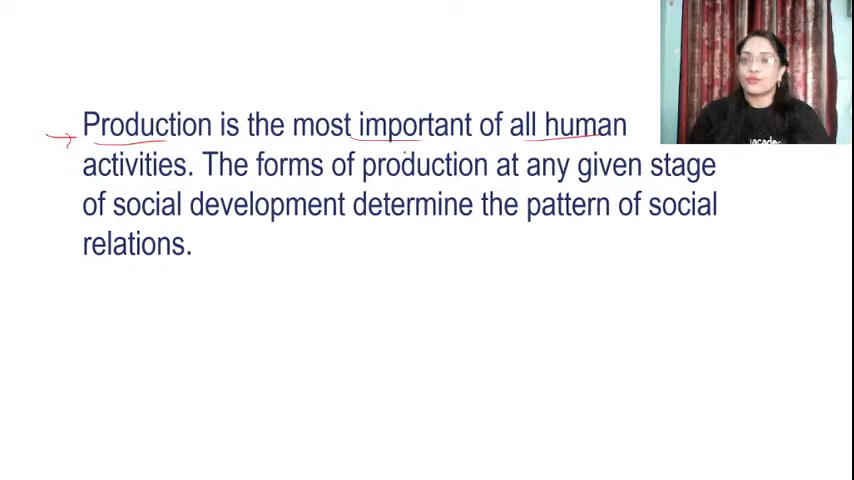 Production is the most important of all human
activities. The forms of production at any given stage
of social development determine the pattern of social
relations.